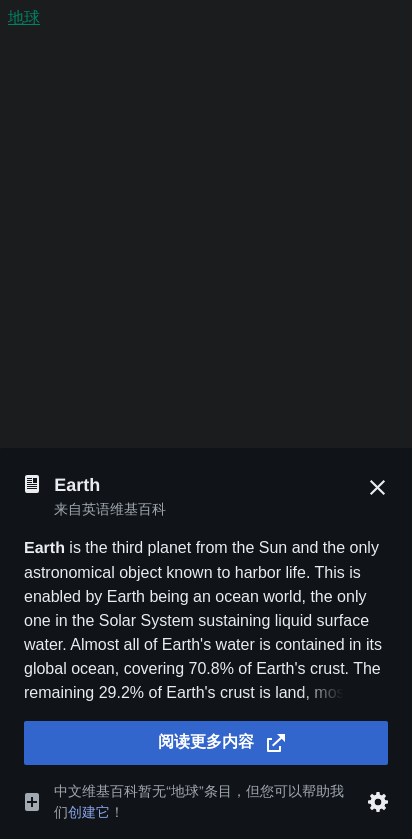 地球
Earth
来自英语维基百科
Earth is the third planet from the Sun and the only
astronomical object known to harbor life. This is
enabled by Earth being an ocean world, the only
one in the Solar System sustaining liquid surface
water. Almost all of Earth's water is contained in its
global ocean, covering 70.8% of Earth's crust. The
remaining 29.2% of Earth's crust is land, mos
阅读更多内容
中文维基百科暂无“地球”条目，但您可以帮助我
们创建它！